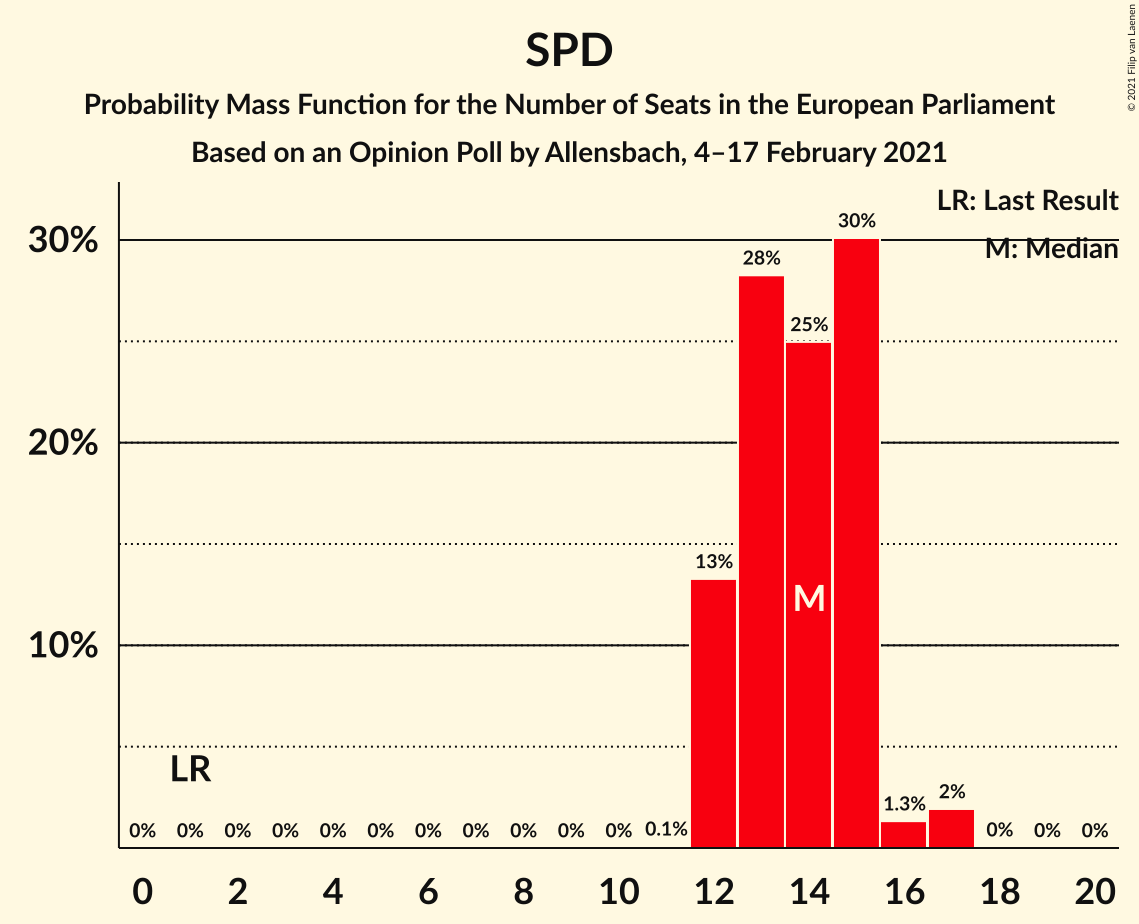 SPD
Probability Mass Function for the Number of Seats in the European Parliament
Based on an Opinion Poll by Allensbach, 4–17 February 2021
© 2021 Filip van Laenen
LR: Last Result
M: Median
30%
20%
10%
30%
28%
25%
13%
M
LR
2%
1.3%
0% 0% 0% 0% 0% 0% 0% 0% 0% 0% 0% 0.1% 0% 0% 0%
0 2 4 6 8 10 12 14 16 18 20